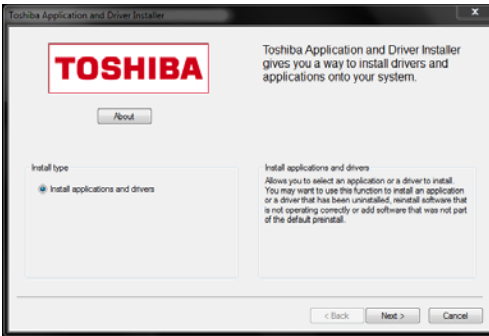 Toshiba Application and Driver Installer
x
TOSHIBA
Toshiba Application and Driver Installer
gives you a way to install drivers and
applications onto your system.
About
Install type
Install applications and drivers
Install applications and drivers
Allows you to select an application or a driver to install.
You may want to use this function to install an application
or a driver that has been uninstalled, reinstall software that
is not operating correctly or add software that was not part
of the default preinstall.
< Back
Next >
Cancel